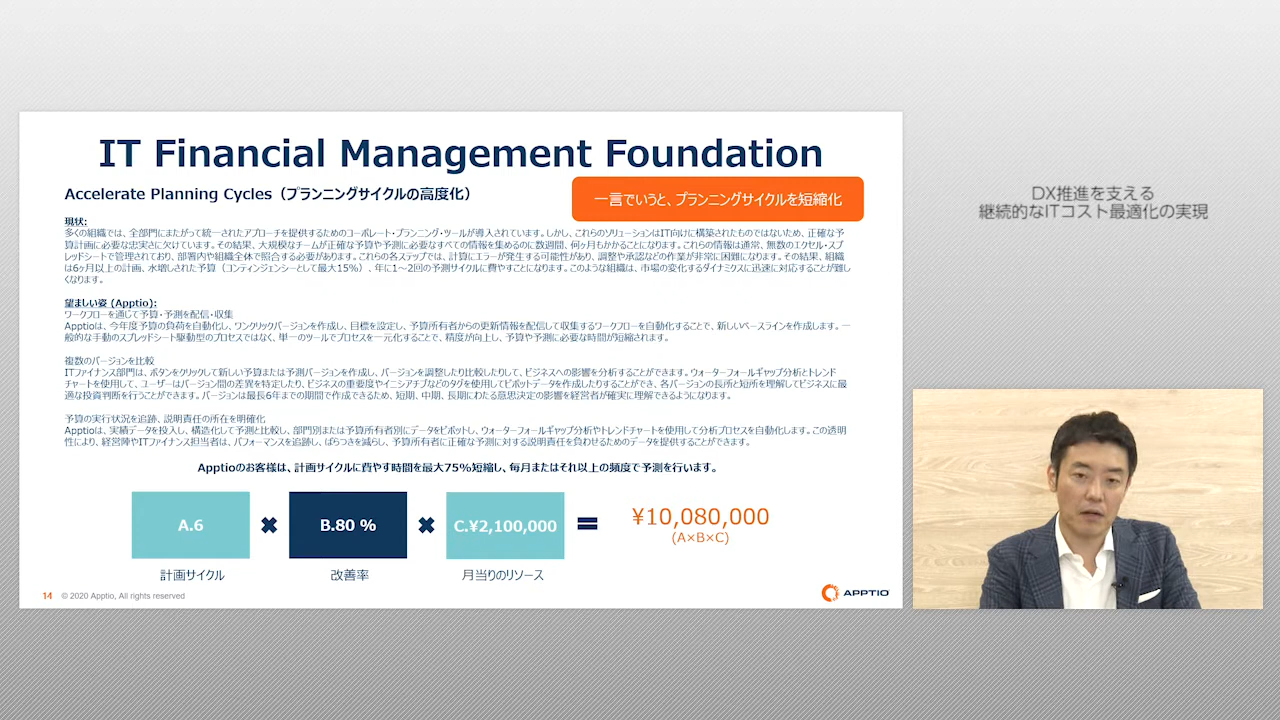 IT Financial Management Foundation
Accelerate Planning Cycles（プランニングサイクルの高度化）
一言でいうと、プランニングサイクルを短縮化
現状:
多くの組織では、全部門にまたがって統一されたアプローチを提供するためのコーポレート・プランニング・ツールが導入されています。しかし、これらのソリューションはIT向けに構築されたものではないため、正確な予
算計画に必要な忠実さに欠けています。その結果、大規模なチームが正確な予算や予測に必要なすべての情報を集めるのに数週間、何ヶ月もかかることになります。これらの情報は通常、無数のエクセル・スプ
レッドシートで管理されており、部署内や組織全体で照合する必要があります。これらの各ステップでは、計算にエラーが発生する可能性があり、調整や承認などの作業が非常に困難になります。その結果、組織
は6ヶ月以上の計画、水増しされた予算（コンティンジェンシーとして最大15%）、年に1～2回の予測サイクルに費やすことになります。このような組織は、市場の変化するダイナミクスに迅速に対応することが難し
くなります。
望ましい姿 (Apptio):
ワークフローを通じて予算・予測を配信・収集
Apptioは、今年度予算の負荷を自動化し、ワンクリックバージョンを作成し、目標を設定し、予算所有者からの更新情報を配信して収集するワークフローを自動化することで、新しいベースラインを作成します。一
般的な手動のスプレッドシート駆動型のプロセスではなく、単一のツールでプロセスを一元化することで、精度が向上し、予算や予測に必要な時間が短縮されます。
複数のバージョンを比較
ITファイナンス部門は、ボタンをクリックして新しい予算または予測バージョンを作成し、バージョンを調整したり比較したりして、ビジネスへの影響を分析することができます。ウォーターフォールギャップ分析とトレンド
チャートを使用して、ユーザーはバージョン間の差異を特定したり、ビジネスの重要度やイニシアチブなどのタグを使用してピボットデータを作成したりすることができ、各バージョンの長所と短所を理解してビジネスに最
適な投資判断を行うことができます。バージョンは最長6年までの期間で作成できるため、短期、中期、長期にわたる意思決定の影響を経営者が確実に理解できるようになります。
予算の実行状況を追跡、説明責任の所在を明確化
Apptioは、実績データを投入し、構造化して予測と比較し、部門別または予算所有者別にデータをピボットし、ウォーターフォールギャップ分析やトレンドチャートを使用して分析プロセスを自動化します。この透明
性により、経営陣やITファイナンス担当者は、パフォーマンスを追跡し、ばらつきを減らし、予算所有者に正確な予測に対する説明責任を負わせるためのデータを提供することができます。
Apptioのお客様は、計画サイクルに費やす時間を最大75%短縮し、毎月またはそれ以上の頻度で予測を行います。
A.6 ✖ B.80 % ✖ C.¥2,100,000 = ¥10,080,000
(A×B×C)
計画サイクル 改善率 月当りのリソース
14 © 2020 Apptio, All rights reserved
APPTIO
DX推進を支える
継続的なITコスト最適化の実現